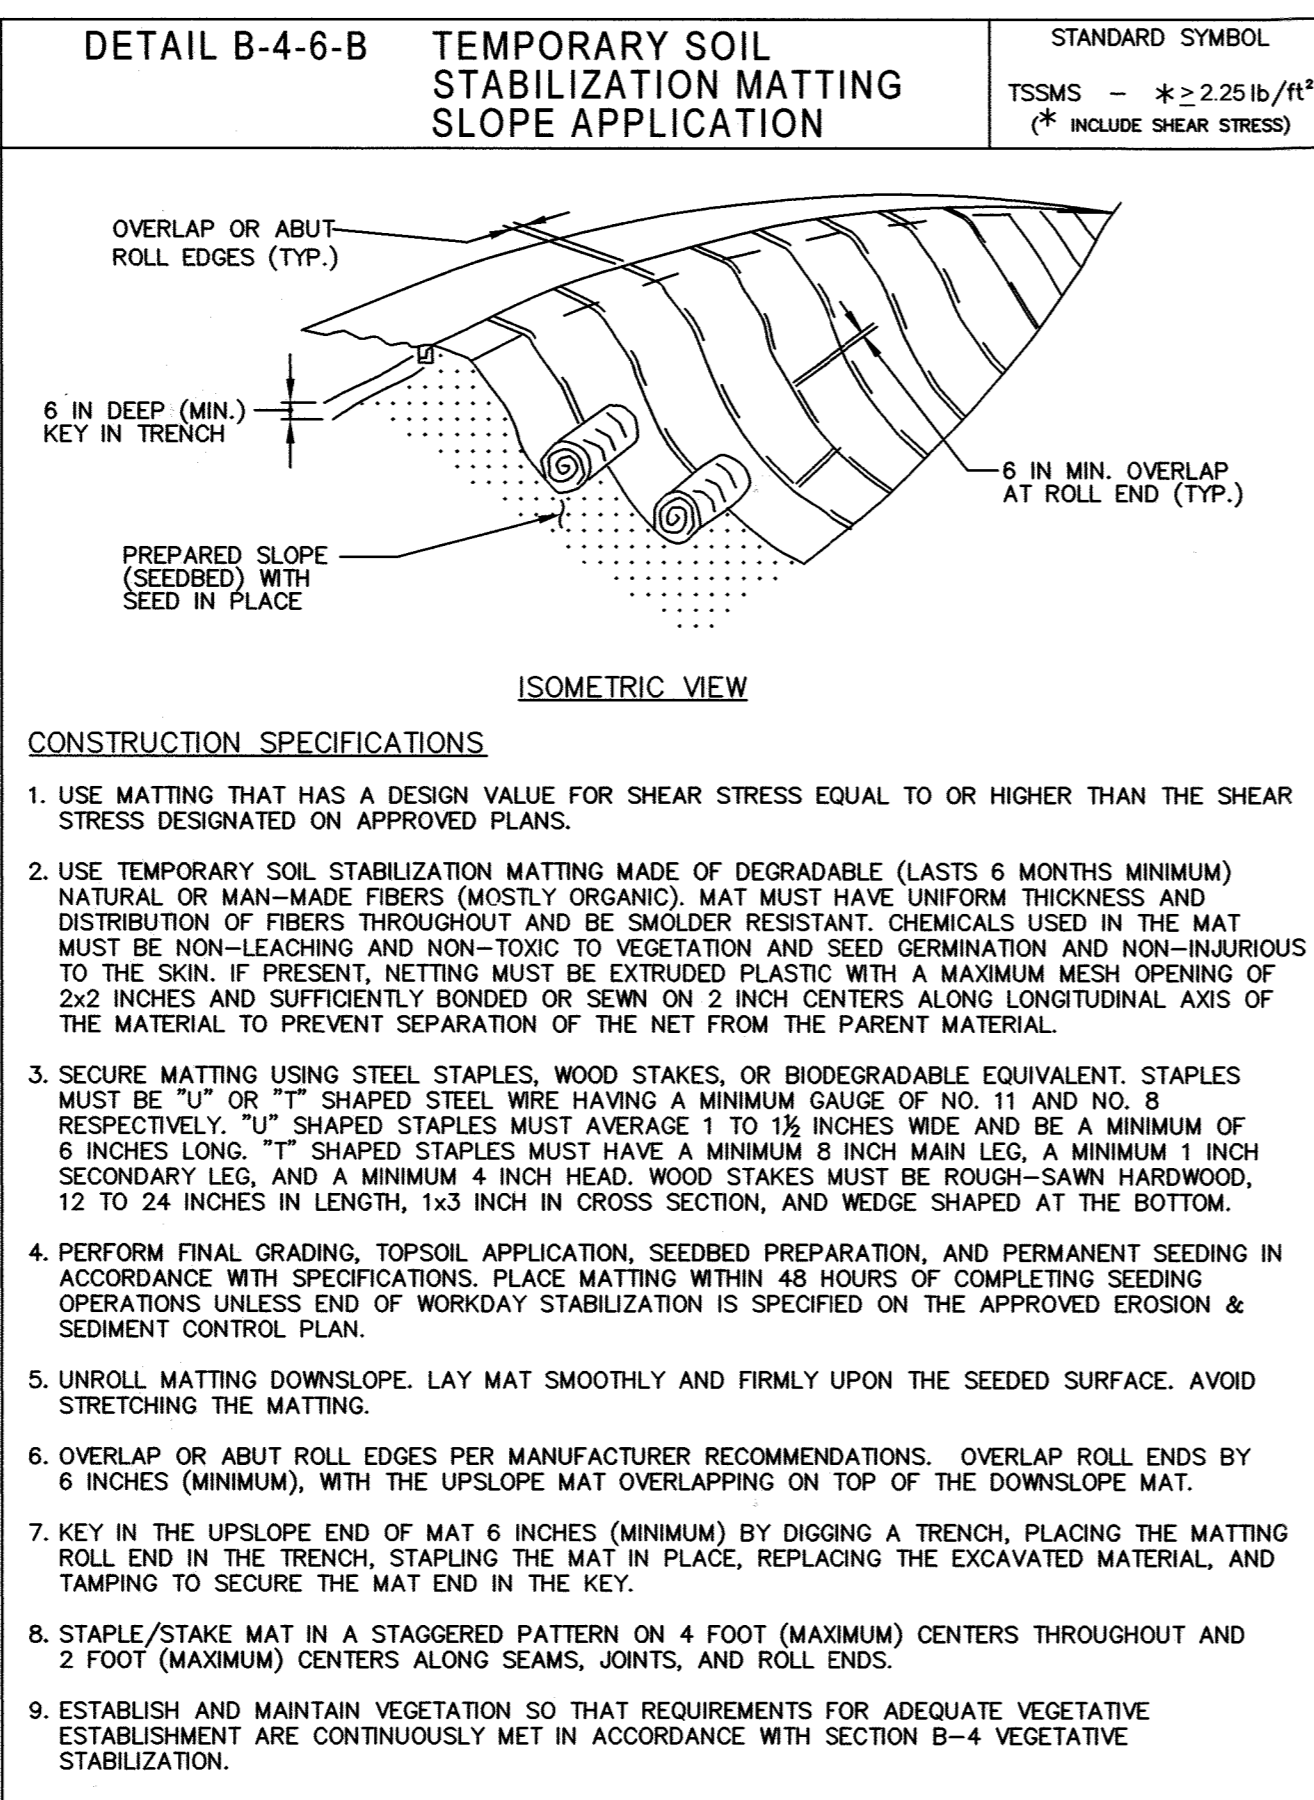 DETAIL B-4-6-B
TEMPORARY SOIL
STABILIZATION MATTING
SLOPE APPLICATION
STANDARD SYMBOL
TSSMS - *≥2.25 lb/ft²
(* INCLUDE SHEAR STRESS)
OVERLAP OR ABUT
ROLL EDGES (TYP.)
6 IN DEEP (MIN.)
KEY IN TRENCH
6 IN MIN. OVERLAP
AT ROLL END (TYP.)
PREPARED SLOPE
(SEEDBED) WITH
SEED IN PLACE
ISOMETRIC VIEW
CONSTRUCTION SPECIFICATIONS
1. USE MATTING THAT HAS A DESIGN VALUE FOR SHEAR STRESS EQUAL TO OR HIGHER THAN THE SHEAR
STRESS DESIGNATED ON APPROVED PLANS.
2. USE TEMPORARY SOIL STABILIZATION MATTING MADE OF DEGRADABLE (LASTS 6 MONTHS MINIMUM)
NATURAL OR MAN-MADE FIBERS (MOSTLY ORGANIC). MAT MUST HAVE UNIFORM THICKNESS AND
DISTRIBUTION OF FIBERS THROUGHOUT AND BE SMOLDER RESISTANT. CHEMICALS USED IN THE MAT
MUST BE NON-LEACHING AND NON-TOXIC TO VEGETATION AND SEED GERMINATION AND NON-INJURIOUS
TO THE SKIN. IF PRESENT, NETTING MUST BE EXTRUDED PLASTIC WITH A MAXIMUM MESH OPENING OF
2x2 INCHES AND SUFFICIENTLY BONDED OR SEWN ON 2 INCH CENTERS ALONG LONGITUDINAL AXIS OF
THE MATERIAL TO PREVENT SEPARATION OF THE NET FROM THE PARENT MATERIAL.
3. SECURE MATTING USING STEEL STAPLES, WOOD STAKES, OR BIODEGRADABLE EQUIVALENT. STAPLES
MUST BE "U" OR "T" SHAPED STEEL WIRE HAVING A MINIMUM GAUGE OF NO. 11 AND NO. 8
RESPECTIVELY. "U" SHAPED STAPLES MUST AVERAGE 1 TO 1½ INCHES WIDE AND BE A MINIMUM OF
6 INCHES LONG. "T" SHAPED STAPLES MUST HAVE A MINIMUM 8 INCH MAIN LEG, A MINIMUM 1 INCH
SECONDARY LEG, AND A MINIMUM 4 INCH HEAD. WOOD STAKES MUST BE ROUGH-SAWN HARDWOOD,
12 TO 24 INCHES IN LENGTH, 1x3 INCH IN CROSS SECTION, AND WEDGE SHAPED AT THE BOTTOM.
4. PERFORM FINAL GRADING, TOPSOIL APPLICATION, SEEDBED PREPARATION, AND PERMANENT SEEDING IN
ACCORDANCE WITH SPECIFICATIONS. PLACE MATTING WITHIN 48 HOURS OF COMPLETING SEEDING
OPERATIONS UNLESS END OF WORKDAY STABILIZATION IS SPECIFIED ON THE APPROVED EROSION &
SEDIMENT CONTROL PLAN.
5. UNROLL MATTING DOWNSLOPE. LAY MAT SMOOTHLY AND FIRMLY UPON THE SEEDED SURFACE. AVOID
STRETCHING THE MATTING.
6. OVERLAP OR ABUT ROLL EDGES PER MANUFACTURER RECOMMENDATIONS. OVERLAP ROLL ENDS BY
6 INCHES (MINIMUM), WITH THE UPSLOPE MAT OVERLAPPING ON TOP OF THE DOWNSLOPE MAT.
7. KEY IN THE UPSLOPE END OF MAT 6 INCHES (MINIMUM) BY DIGGING A TRENCH, PLACING THE MATTING
ROLL END IN THE TRENCH, STAPLING THE MAT IN PLACE, REPLACING THE EXCAVATED MATERIAL, AND
TAMPING TO SECURE THE MAT END IN THE KEY.
8. STAPLE/STAKE MAT IN A STAGGERED PATTERN ON 4 FOOT (MAXIMUM) CENTERS THROUGHOUT AND
2 FOOT (MAXIMUM) CENTERS ALONG SEAMS, JOINTS, AND ROLL ENDS.
9. ESTABLISH AND MAINTAIN VEGETATION SO THAT REQUIREMENTS FOR ADEQUATE VEGETATIVE
ESTABLISHMENT ARE CONTINUOUSLY MET IN ACCORDANCE WITH SECTION B-4 VEGETATIVE
STABILIZATION.